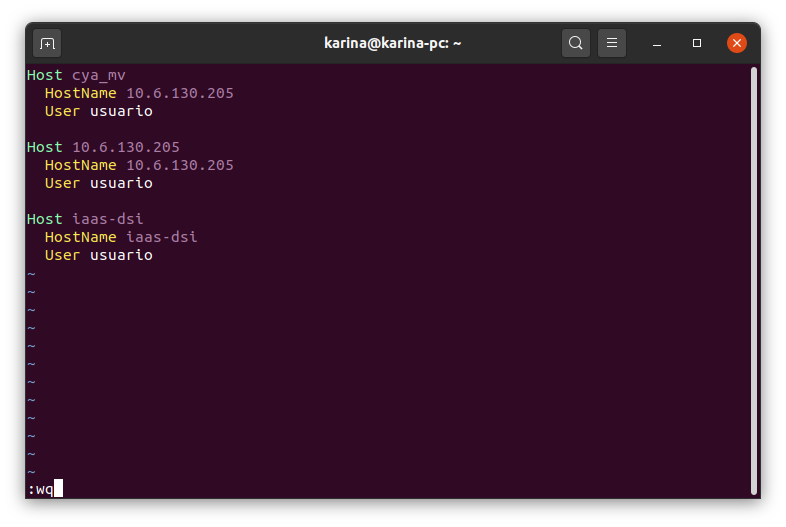 karina@karina-pc: ~
Host cya_mv
  HostName 10.6.130.205
  User usuario

Host 10.6.130.205
  HostName 10.6.130.205
  User usuario

Host iaas-dsi
  HostName iaas-dsi
  User usuario
~
~
~
~
~
~
~
~
~
~
~
~
:wq